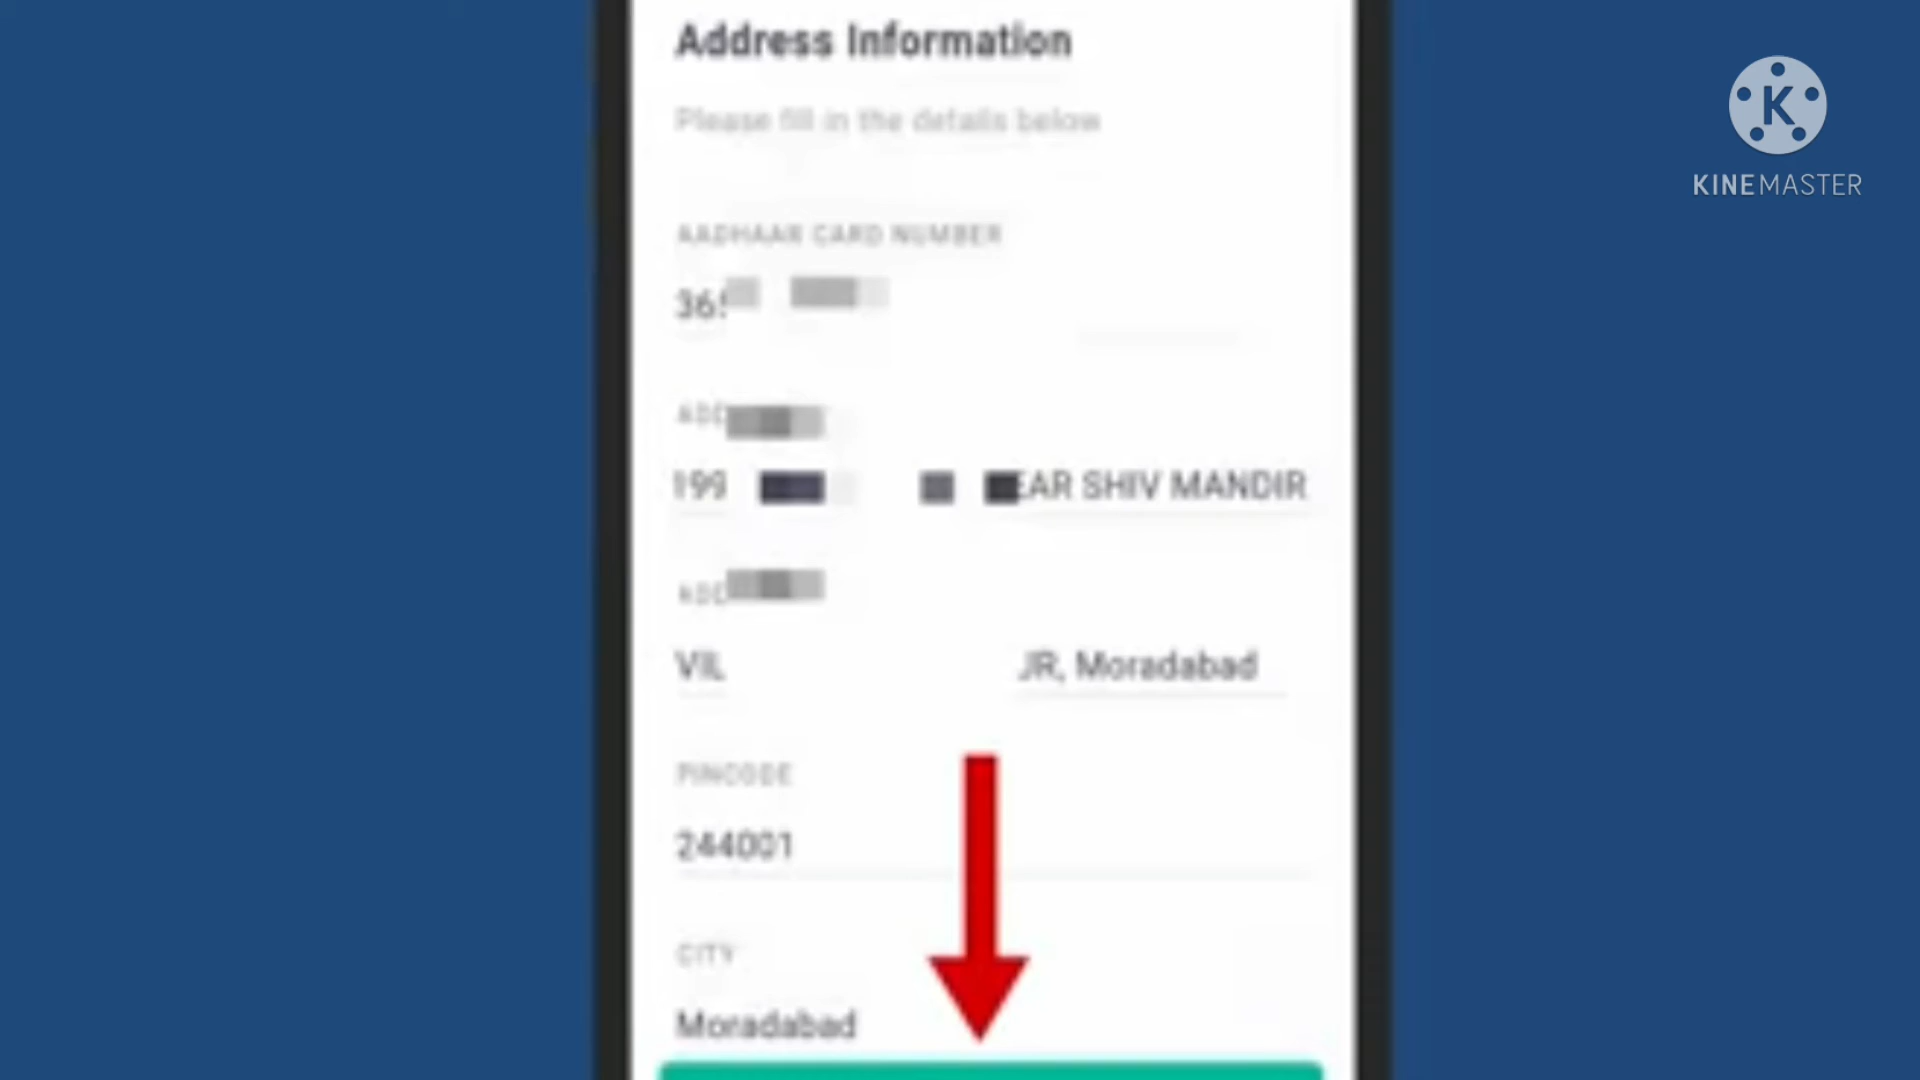 Address Information
Please fill in the details below
KINEMASTER
AADHAAR CARD NUMBER
36
199 EAR SHIV MANDIR
VIL JR, Moradabad
PINCODE
244001
CITY
Moradabad